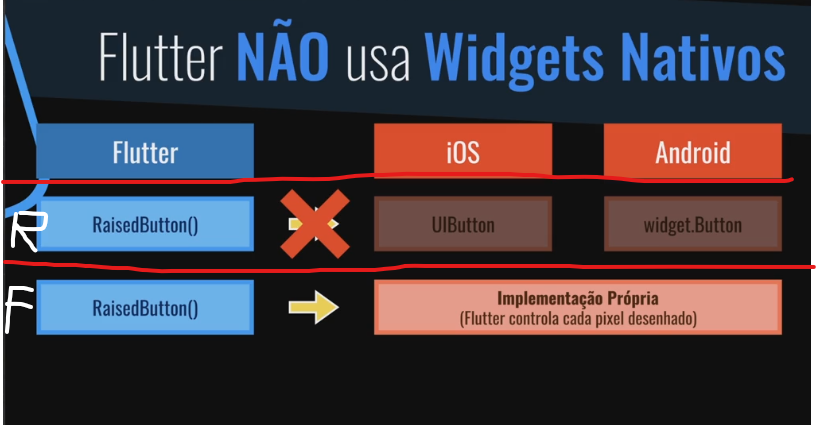 Flutter NÃO usa Widgets Nativos
Flutter iOS Android
R RaisedButton() UIButton widget.Button
F RaisedButton() Implementação Própria
(Flutter controla cada pixel desenhado)